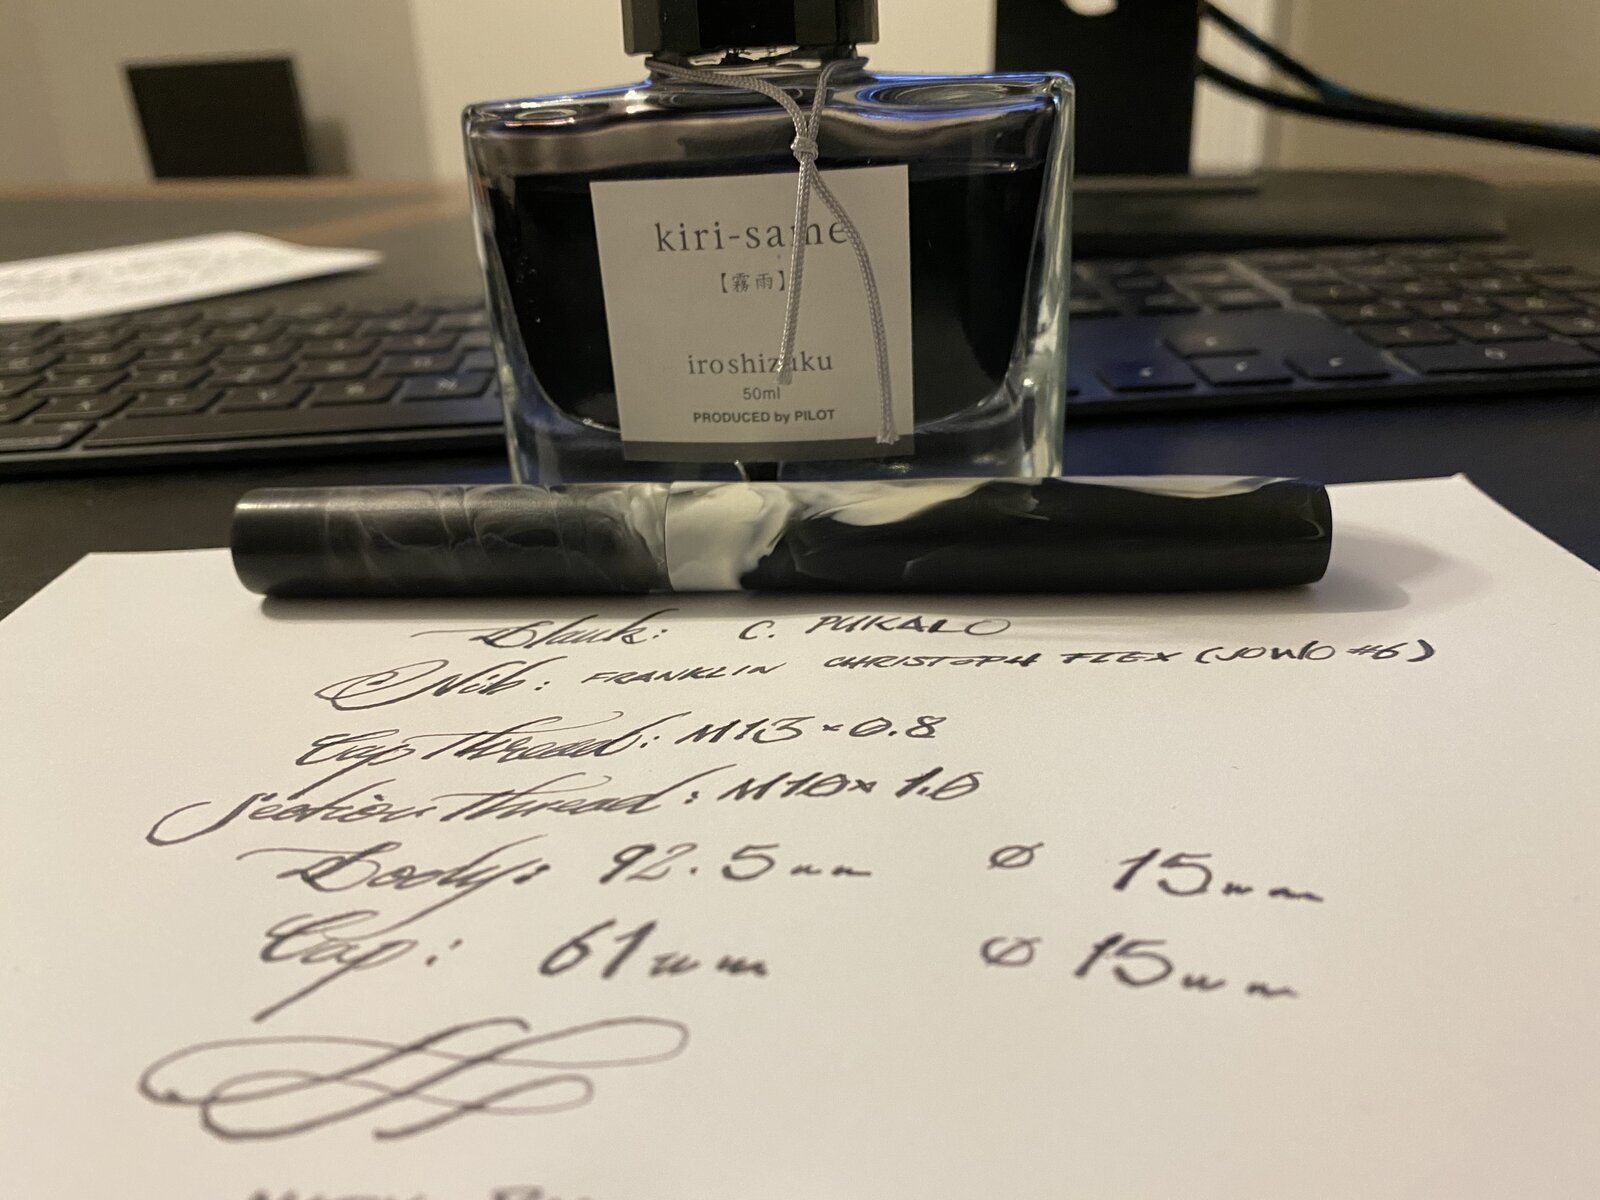 kiri-same
【霧雨】
iroshizuku
50ml
PRODUCED by PILOT
Blank: C. PUKALO
Nib: FRANKLIN CHRISTOPH FLEX (JOWO #6)
Cap Thread: M13×0.8
Section Thread: M10×1.0
Body: 92.5mm ø 15mm
Cap: 61mm ø 15mm